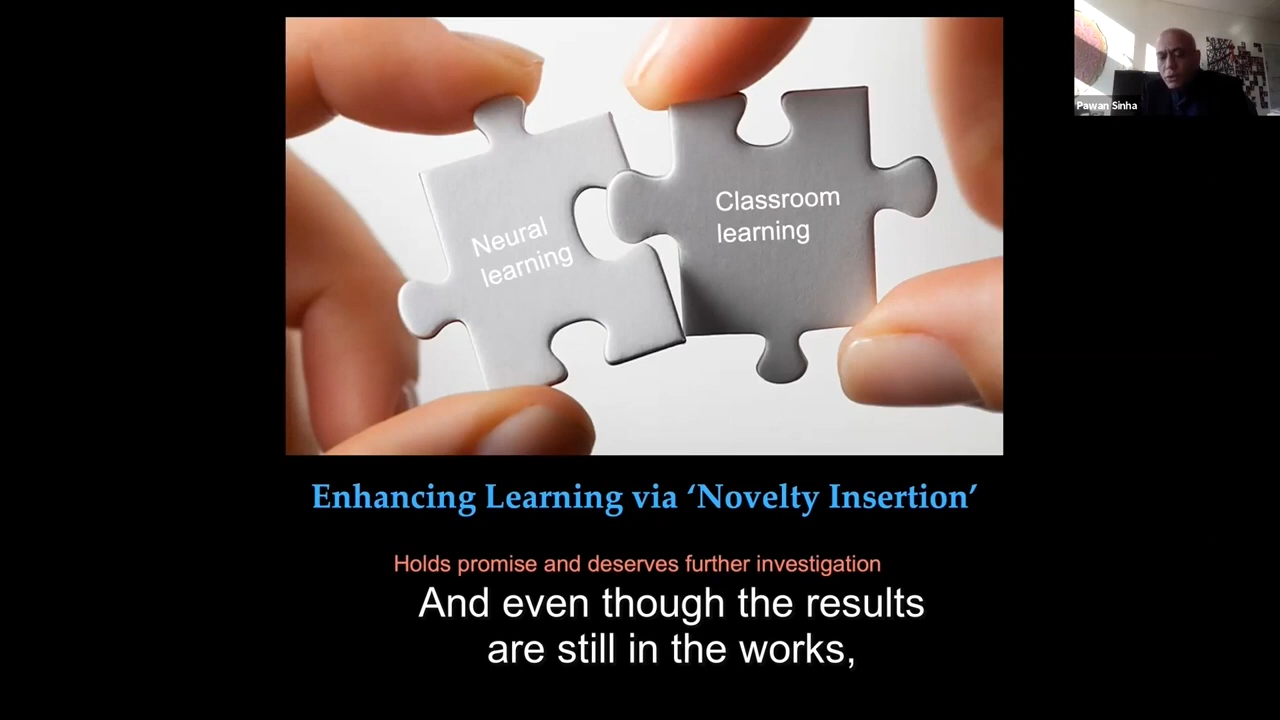 Pawan Sinha
Neural
learning
Classroom
learning
Enhancing Learning via ‘Novelty Insertion’
Holds promise and deserves further investigation
And even though the results
are still in the works,